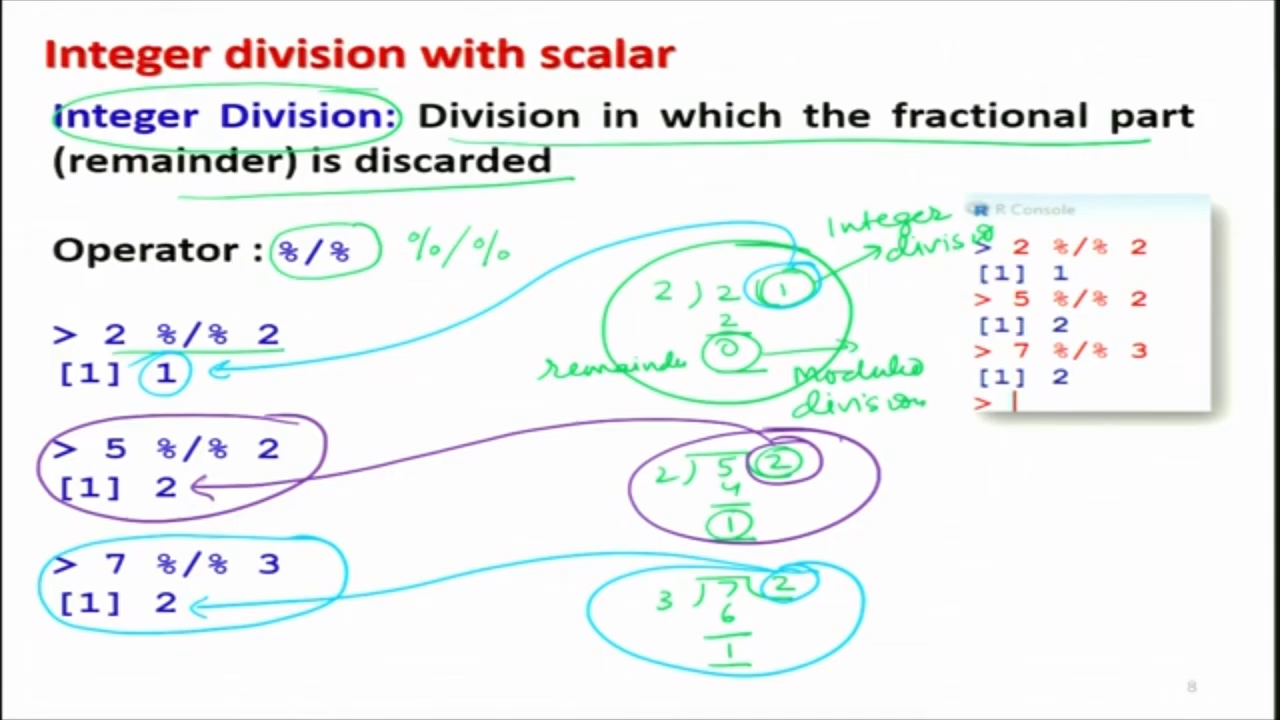 Integer division with scalar
Integer Division: Division in which the fractional part
(remainder) is discarded
Operator : %/% %/%
> 2 %/% 2
[1] 1
> 5 %/% 2
[1] 2
> 7 %/% 3
[1] 2
Integer
division
2 ) 2 ( 1
2
0
remainder
modulo
division
2 ) 5 ( 2
4
1
3 ) 7 ( 2
6
1
R Console
> 2 %/% 2
[1] 1
> 5 %/% 2
[1] 2
> 7 %/% 3
[1] 2
>
8